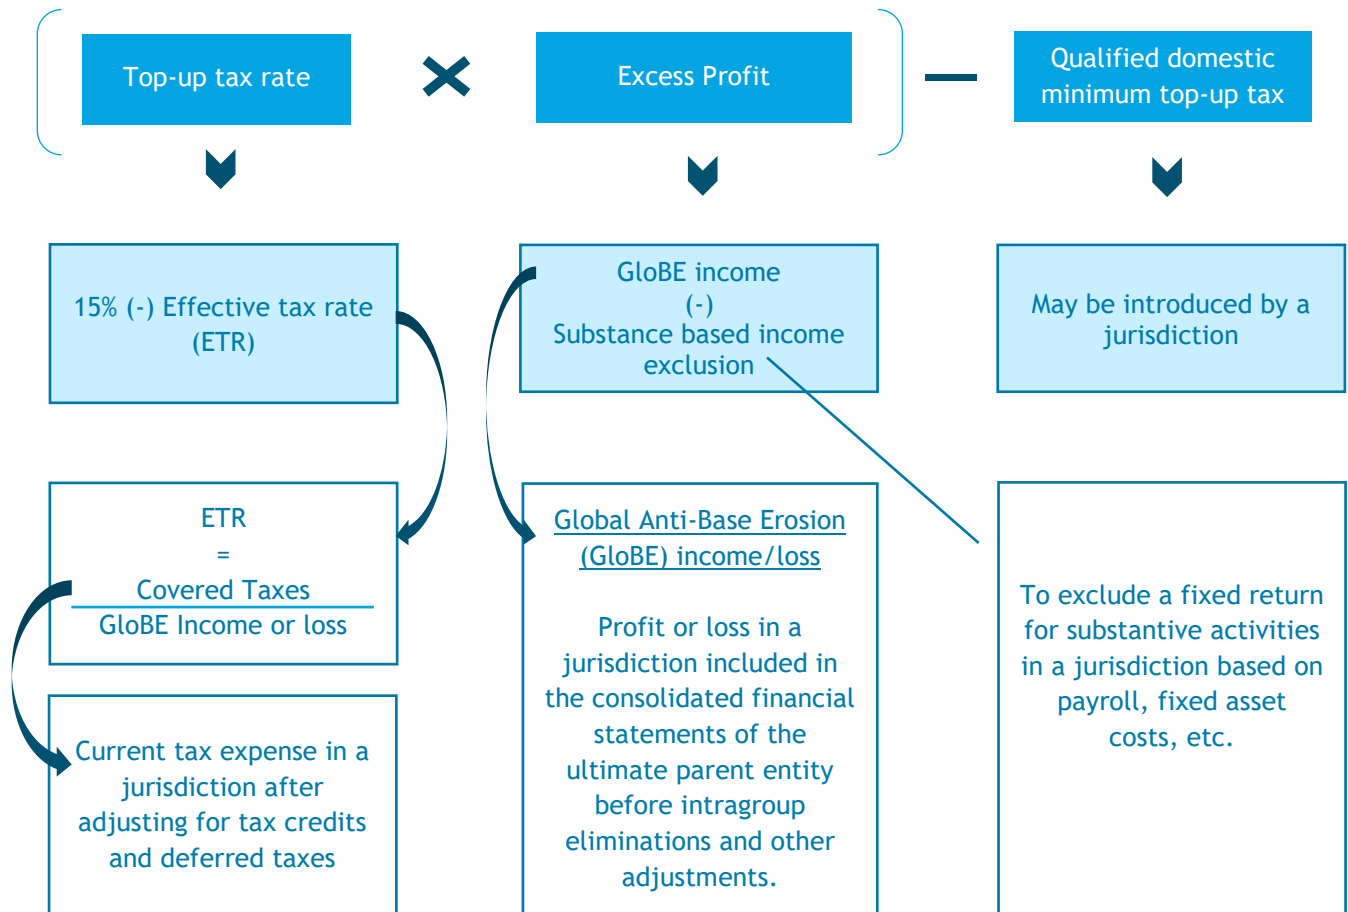 Top-up tax rate
Excess Profit
Qualified domestic
minimum top-up tax
15% (-) Effective tax rate
(ETR)
GloBE income
(-)
Substance based income
exclusion
May be introduced by a
jurisdiction
ETR
=
Covered Taxes
GloBE Income or loss
Current tax expense in a
jurisdiction after
adjusting for tax credits
and deferred taxes
Global Anti-Base Erosion
(GloBE) income/loss
Profit or loss in a
jurisdiction included in
the consolidated financial
statements of the
ultimate parent entity
before intragroup
eliminations and other
adjustments.
To exclude a fixed return
for substantive activities
in a jurisdiction based on
payroll, fixed asset
costs, etc.